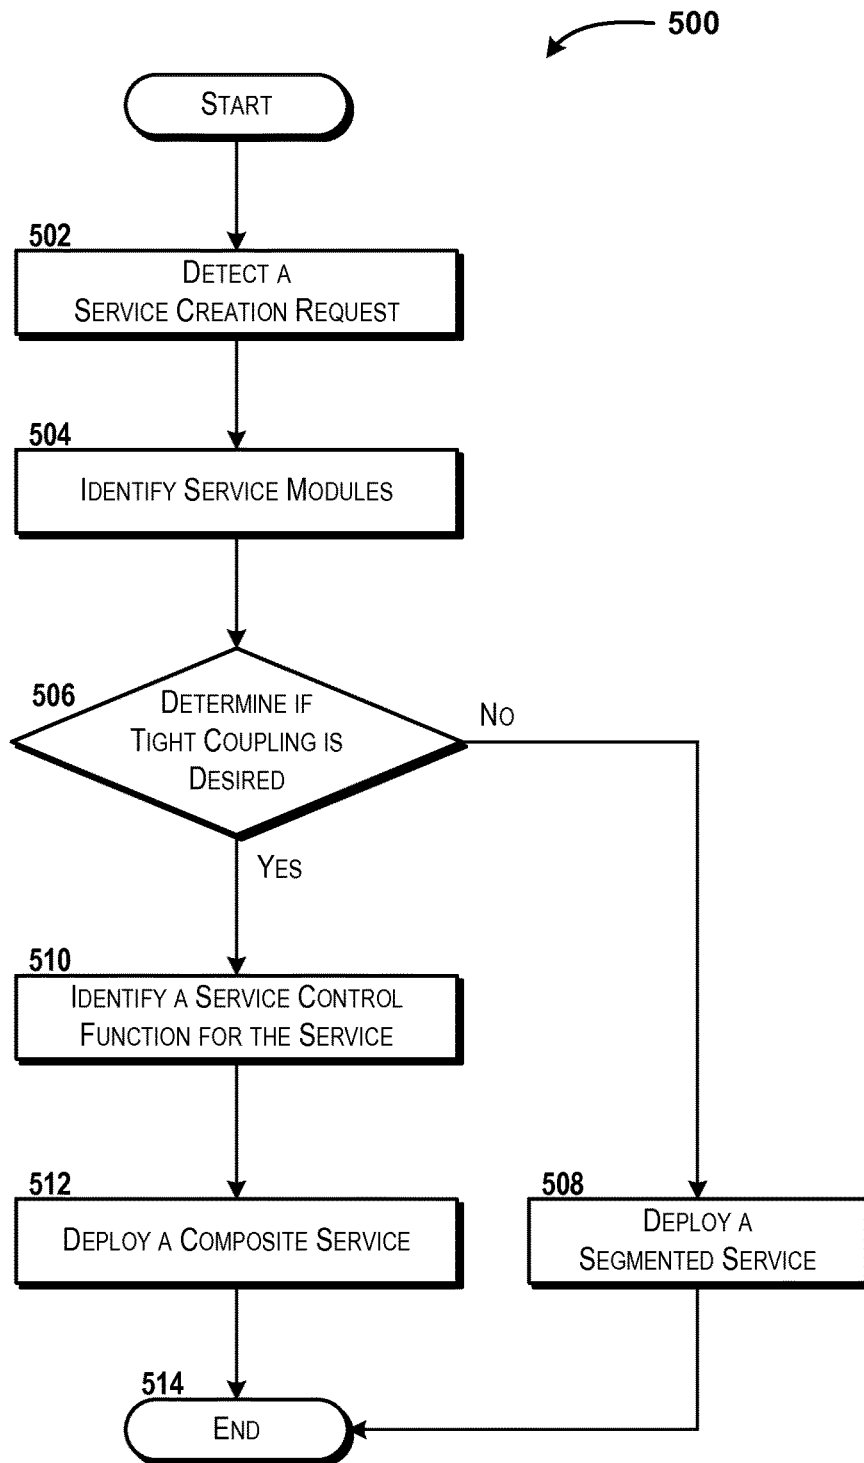 500
START
502
DETECT A
SERVICE CREATION REQUEST
504
IDENTIFY SERVICE MODULES
506
DETERMINE IF
TIGHT COUPLING IS
DESIRED
NO
YES
510
IDENTIFY A SERVICE CONTROL
FUNCTION FOR THE SERVICE
512
DEPLOY A COMPOSITE SERVICE
508
DEPLOY A
SEGMENTED SERVICE
514
END